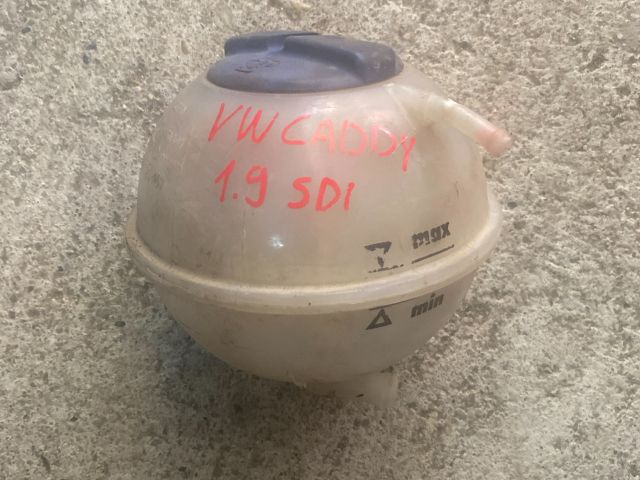 VW CADDY
1.9 SDI
max
min